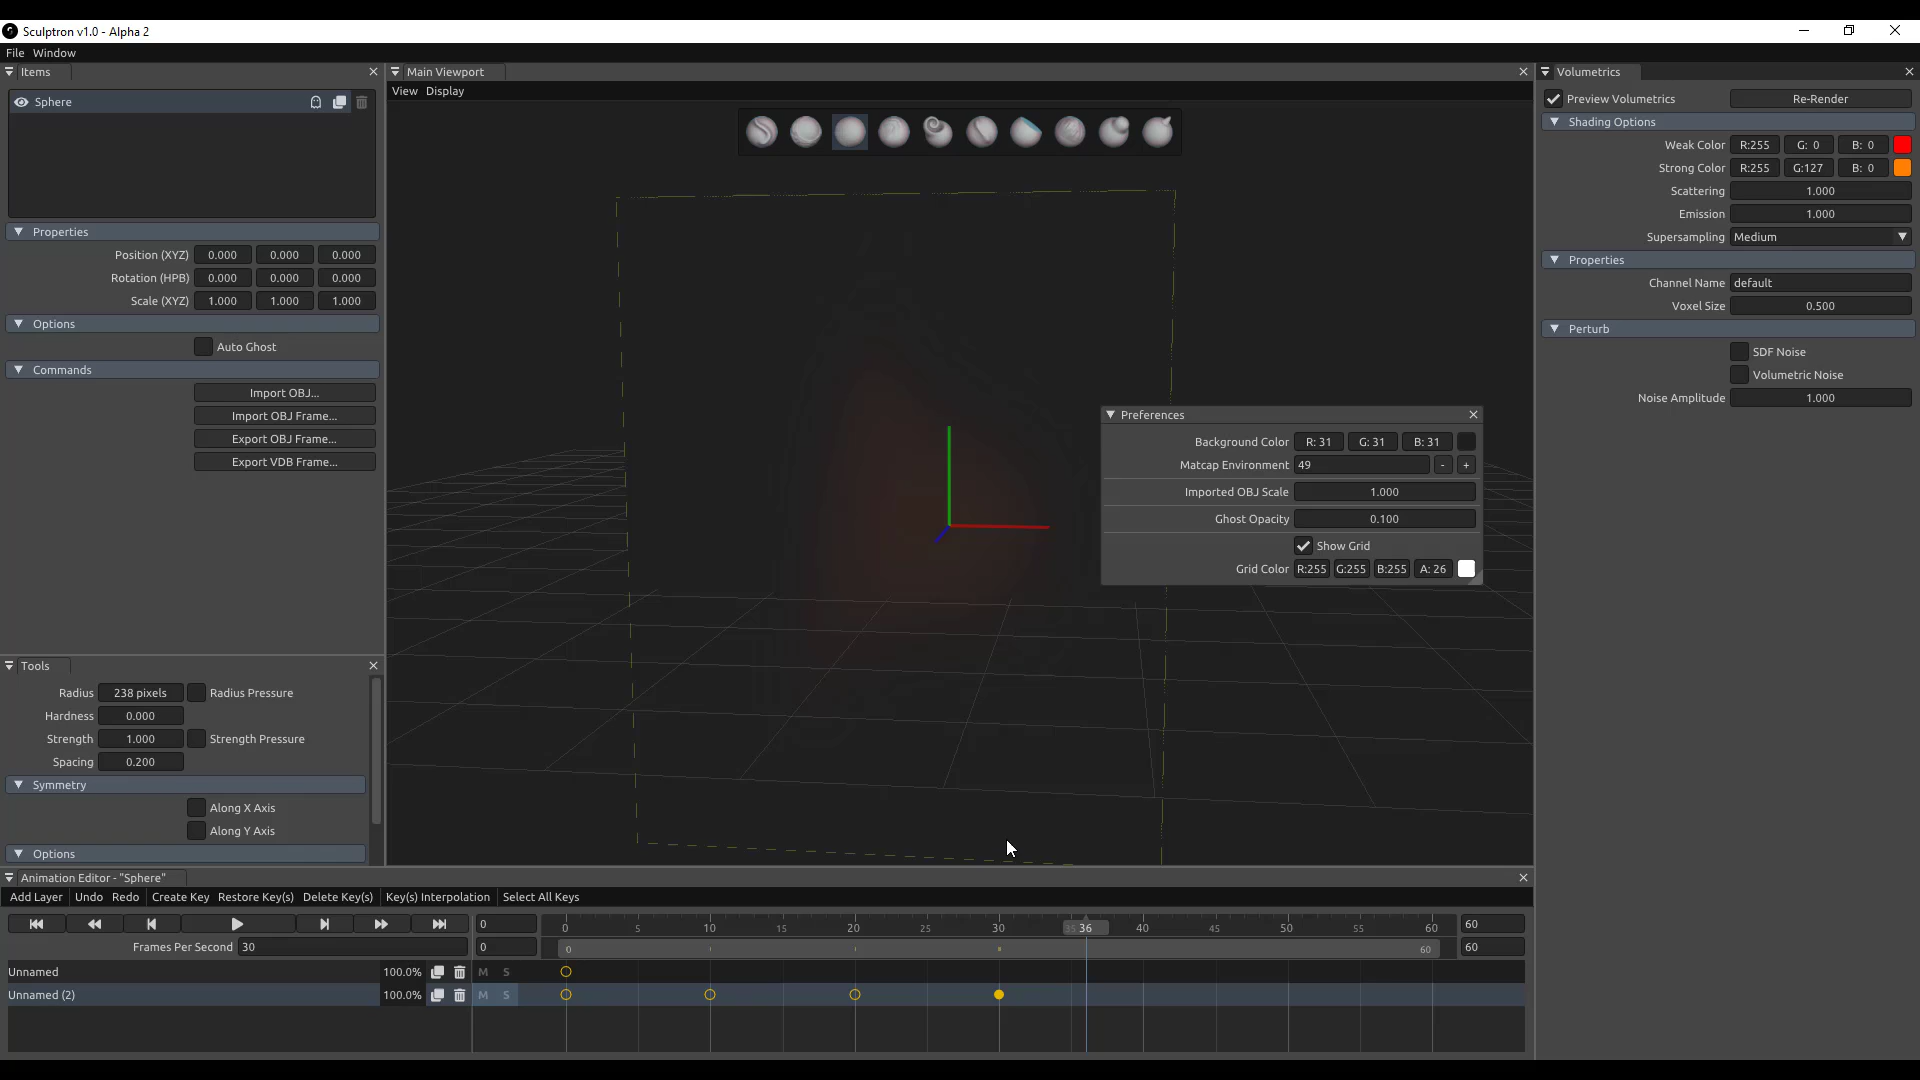 Sculptron v1.0 - Alpha 2
File Window
Items
Sphere
Properties
Position (XYZ) 0.000 0.000 0.000
Rotation (HPB) 0.000 0.000 0.000
Scale (XYZ) 1.000 1.000 1.000
Options
Auto Ghost
Commands
Import OBJ...
Import OBJ Frame...
Export OBJ Frame...
Export VDB Frame...
Tools
Radius 238 pixels Radius Pressure
Hardness 0.000
Strength 1.000 Strength Pressure
Spacing 0.200
Symmetry
Along X Axis
Along Y Axis
Options
Main Viewport
View Display
Preferences
Background Color R: 31 G: 31 B: 31
Matcap Environment 49 - +
Imported OBJ Scale 1.000
Ghost Opacity 0.100
Show Grid
Grid Color R:255 G:255 B:255 A: 26
Volumetrics
Preview Volumetrics Re-Render
Shading Options
Weak Color R:255 G: 0 B: 0
Strong Color R:255 G:127 B: 0
Scattering 1.000
Emission 1.000
Supersampling Medium
Properties
Channel Name default
Voxel Size 0.500
Perturb
SDF Noise
Volumetric Noise
Noise Amplitude 1.000
Animation Editor - "Sphere"
Add Layer Undo Redo Create Key Restore Key(s) Delete Key(s) Key(s) Interpolation Select All Keys
0 0 5 10 15 20 25 30 35 36 40 45 50 55 60 60
Frames Per Second 30 0 0 60 60
Unnamed 100.0% M S
Unnamed (2) 100.0% M S